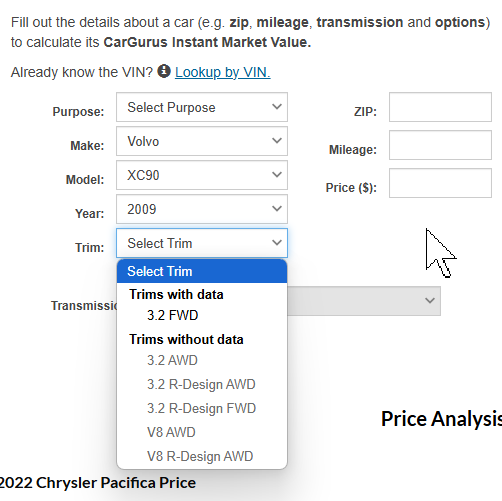 Fill out the details about a car (e.g. zip, mileage, transmission and options)
to calculate its CarGurus Instant Market Value.
Already know the VIN? Lookup by VIN.
Purpose: Select Purpose ZIP:
Make: Volvo
Mileage:
Model: XC90
Price ($):
Year: 2009
Trim: Select Trim
Select Trim
Trims with data
Transmissi
3.2 FWD
Trims without data
3.2 AWD
3.2 R-Design AWD
3.2 R-Design FWD
V8 AWD
V8 R-Design AWD
Price Analysis
2022 Chrysler Pacifica Price